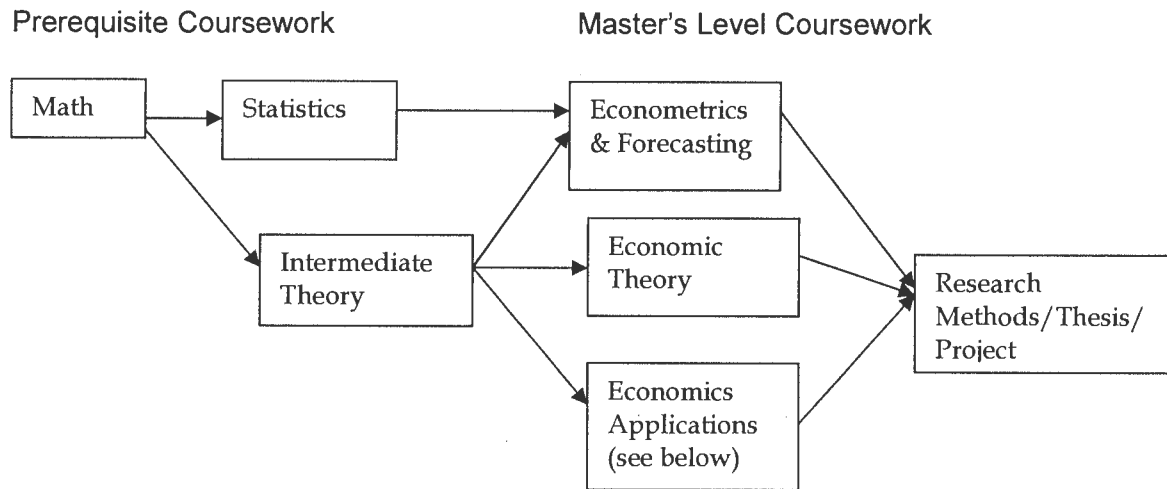 Prerequisite Coursework
Master's Level Coursework
Math
Statistics
Econometrics
& Forecasting
Intermediate
Theory
Economic
Theory
Research
Methods/Thesis/
Project
Economics
Applications
(see below)